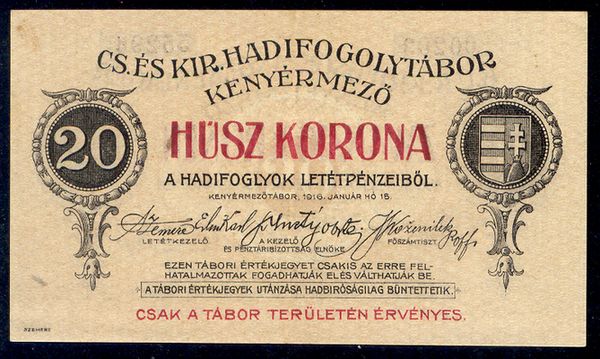 CS. ÉS KIR. HADIFOGOLYTÁBOR
KENYÉRMEZŐ
20
HÚSZ KORONA
A HADIFOGLYOK LETÉTPÉNZEIBŐL.
KENYÉRMEZŐTÁBOR, 1916. JANUÁR HÓ 15.
LETÉTKEZELŐ.
A KEZELŐ
ÉS PÉNZTÁRBIZOTTSÁG ELNÖKE
FŐSZÁMTISZT
EZEN TÁBORI ÉRTÉKJEGYET CSAKIS AZ ERRE FEL-
HATALMAZOTTAK FOGADHATJÁK EL ÉS VÁLTHATJÁK BE.
A TÁBORI ÉRTÉKJEGYEK UTÁNZÁSA HADBIRÓSÁGILAG BÜNTETTETIK.
CSAK A TÁBOR TERÜLETÉN ÉRVÉNYES.